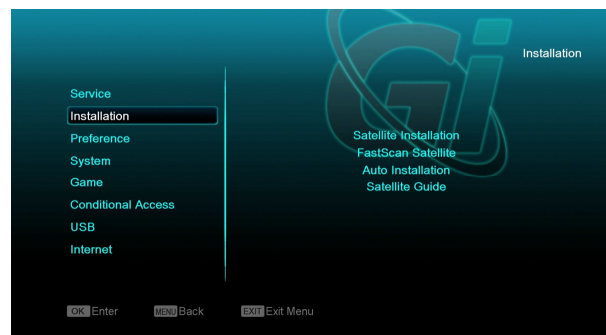 Installation
Service
Installation
Preference
System
Game
Conditional Access
USB
Internet
Satellite Installation
FastScan Satellite
Auto Installation
Satellite Guide
OK Enter MENU Back EXIT Exit Menu
Gi